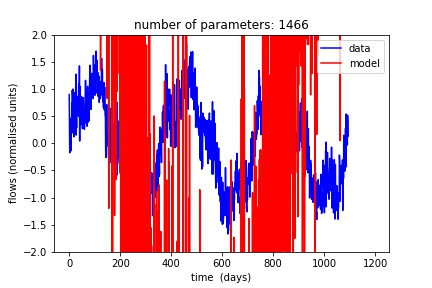 number of parameters: 1466
data
model
flows (normalised units)
2.0
1.5
1.0
0.5
0.0
−0.5
−1.0
−1.5
−2.0
0 200 400 600 800 1000 1200
time (days)